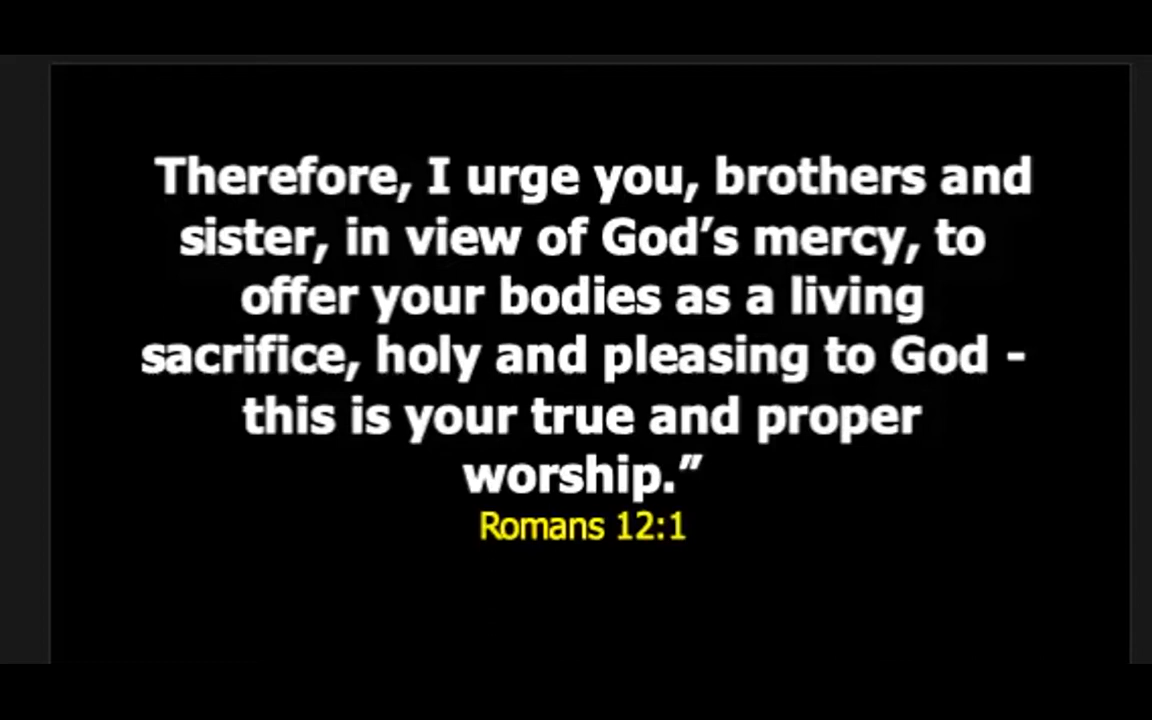 Therefore, I urge you, brothers and
sister, in view of God’s mercy, to
offer your bodies as a living
sacrifice, holy and pleasing to God -
this is your true and proper
worship.”
Romans 12:1